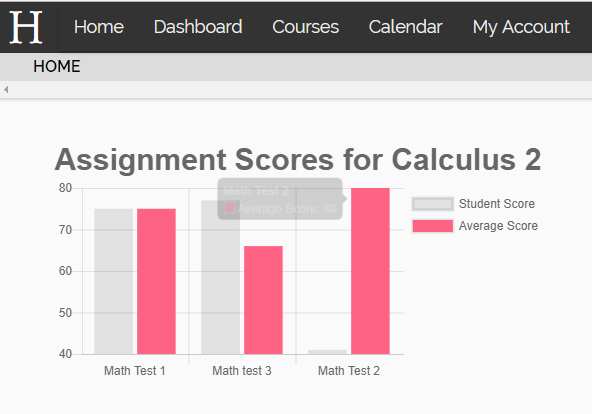 H Home Dashboard Courses Calendar My Account
HOME
Assignment Scores for Calculus 2
80
70
60
50
40
Math Test 2
Average Score: 80
Student Score
Average Score
Math Test 1 Math test 3 Math Test 2